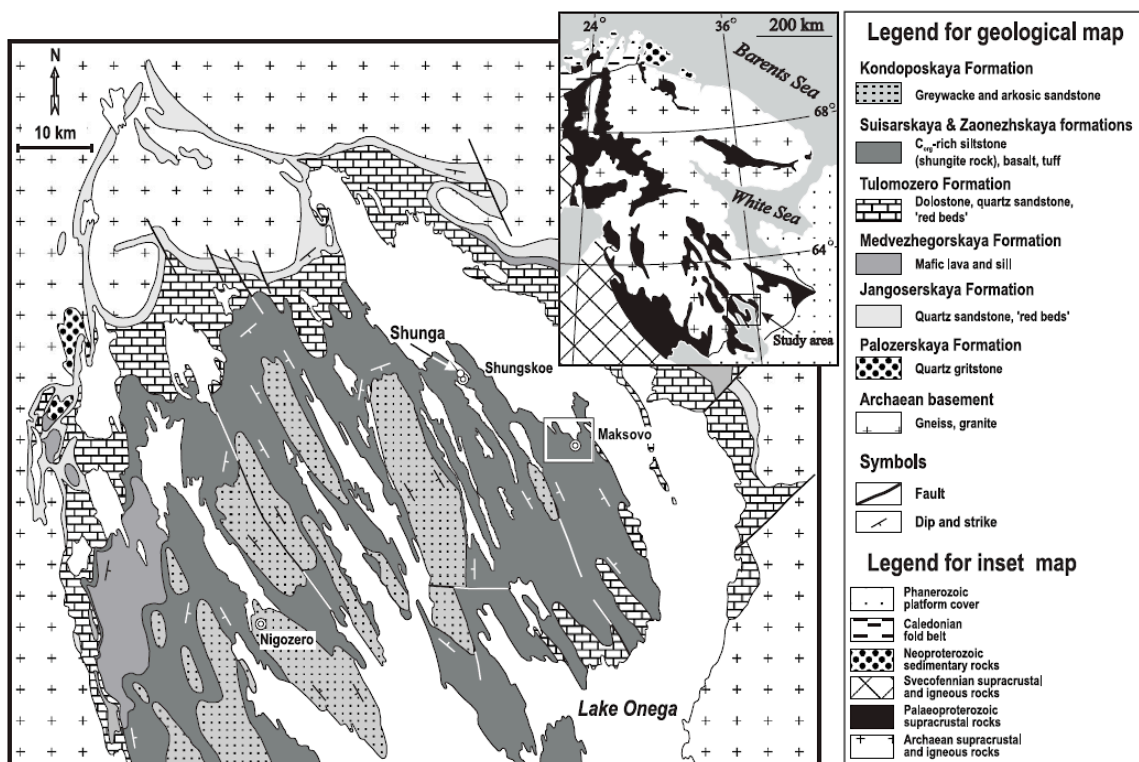 N
10 km
Shunga
Shungskoe
Maksovo
Nigozero
Lake Onega
24°
36°
200 km
Barents Sea
68°
White Sea
64°
Study area
Legend for geological map
Kondoposkaya Formation
Greywacke and arkosic sandstone
Suisarskaya & Zaonezhskaya formations
Corg-rich siltstone
(shungite rock), basalt, tuff
Tulomozero Formation
Dolostone, quartz sandstone,
'red beds'
Medvezhegorskaya Formation
Mafic lava and sill
Jangoserskaya Formation
Quartz sandstone, 'red beds'
Palozerskaya Formation
Quartz gritstone
Archaean basement
Gneiss, granite
Symbols
Fault
Dip and strike
Legend for inset map
Phanerozoic
platform cover
Caledonian
fold belt
Neoproterozoic
sedimentary rocks
Svecofennian supracrustal
and igneous rocks
Palaeoproterozoic
supracrustal rocks
Archaean supracrustal
and igneous rocks